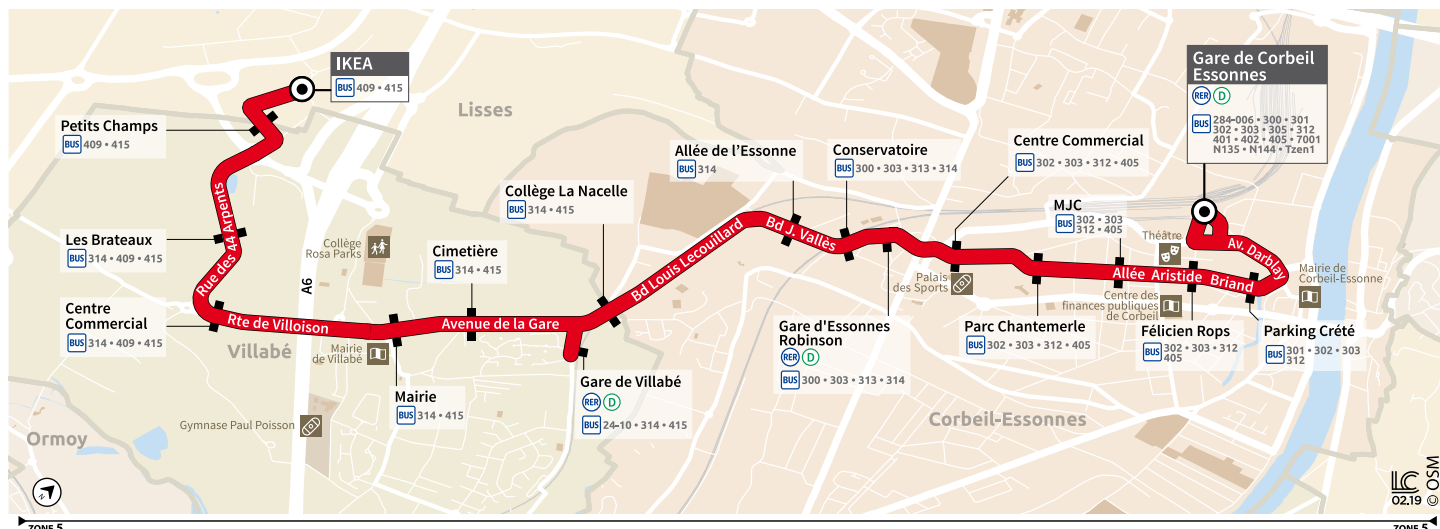 IKEA
BUS 409 • 415
Petits Champs
BUS 409 • 415
Les Brateaux
BUS 314 • 409 • 415
Centre
Commercial
BUS 314 • 409 • 415
Rue des 44 Arpents
Rte de Villoison
Villabé
Ormoy
Lisses
A6
Collège
Rosa Parks
Mairie
de Villabé
Gymnase Paul Poisson
Cimetière
BUS 314 • 415
Mairie
BUS 314 • 415
Avenue de la Gare
Collège La Nacelle
BUS 314 • 415
Gare de Villabé
RER D
BUS 24-10 • 314 • 415
Bd Louis Lecouillard
Allée de l'Essonne
BUS 314
Bd J. Vallès
Conservatoire
BUS 300 • 303 • 313 • 314
Gare d'Essonnes
Robinson
RER D
BUS 300 • 303 • 313 • 314
Centre Commercial
BUS 302 • 303 • 312 • 405
Palais
des Sports
Parc Chantemerle
BUS 302 • 303 • 312 • 405
MJC
BUS 302 • 303
312 • 405
Théâtre
Allée Aristide Briand
Centre des
finances publiques
de Corbeil
Félicien Rops
BUS 302 • 303 • 312
405
Parking Crété
BUS 301 • 302 • 303
312
Av. Darblay
Mairie de
Corbeil-Essonne
Gare de Corbeil
Essonnes
RER D
BUS 284-006 • 300 • 301
302 • 303 • 305 • 312
401 • 402 • 405 • 7001
N135 • N144 • Tzen1
Corbeil-Essonnes
N
LC
02.19
© OSM
ZONE 5
ZONE 5